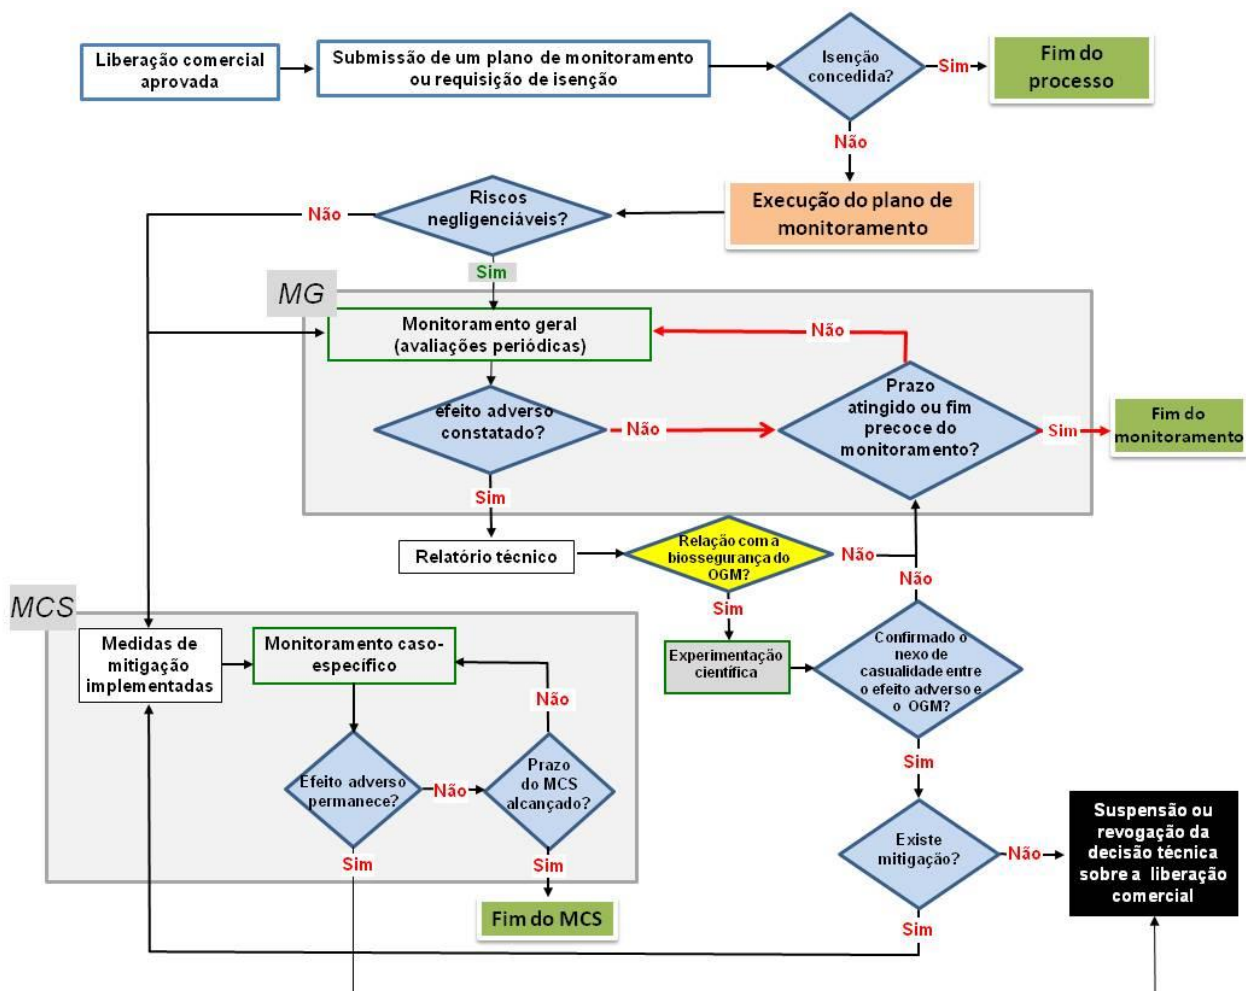 Liberação comercial
aprovada
Submissão de um plano de monitoramento
ou requisição de isenção
Isenção
concedida?
Sim
Fim do
processo
Não
Execução do plano de
monitoramento
Riscos
negligenciáveis?
Não
Sim
MG
Monitoramento geral
(avaliações periódicas)
Não
efeito adverso
constatado?
Não
Prazo
atingido ou fim
precoce do
monitoramento?
Sim
Fim do
monitoramento
Sim
Relatório técnico
Relação com a
biossegurança do
OGM?
Não
Não
Sim
Experimentação
científica
Confirmado o
nexo de
casualidade entre
o efeito adverso e
o OGM?
MCS
Medidas de
mitigação
implementadas
Monitoramento caso-
específico
Não
Efeito adverso
permanece?
Não
Prazo
do MCS
alcançado?
Sim
Sim
Fim do MCS
Sim
Existe
mitigação?
Não
Suspensão ou
revogação da
decisão técnica
sobre a liberação
comercial
Sim